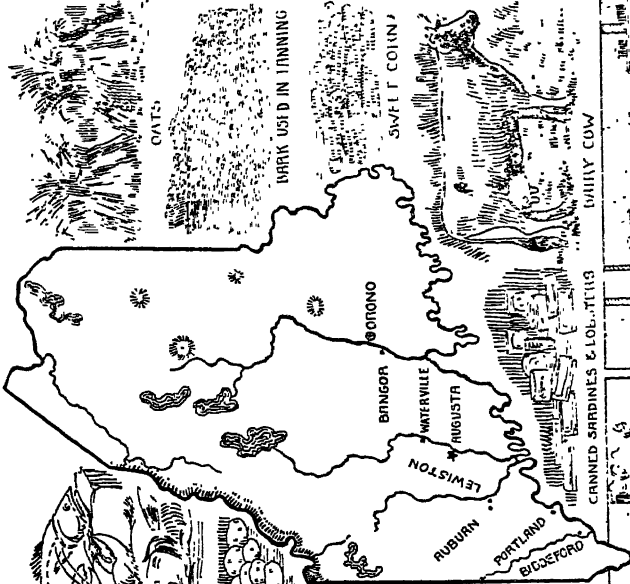 OATS
BARK USED IN TANNING
SWEET CORN
DAIRY COW
CANNED SARDINES & LOBSTERS
ORONO
BANGOR
WATERVILLE
AUGUSTA
LEWISTON
AUBURN
PORTLAND
BIDDEFORD